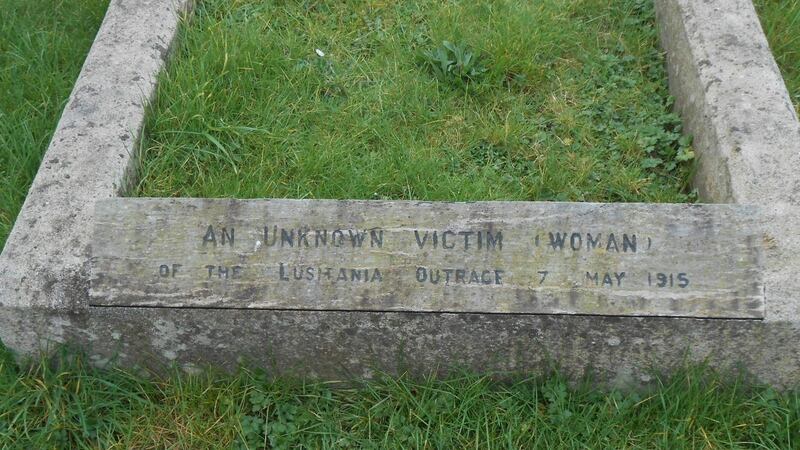 AN UNKNOWN VICTIM (WOMAN)
OF THE LUSITANIA OUTRAGE 7 MAY 1915